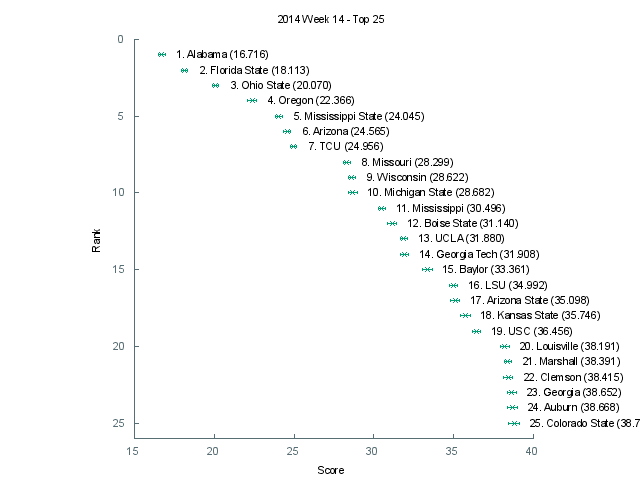 2014 Week 14 - Top 25
0
1. Alabama (16.716)
2. Florida State (18.113)
3. Ohio State (20.070)
4. Oregon (22.366)
5
5. Mississippi State (24.045)
6. Arizona (24.565)
7. TCU (24.956)
8. Missouri (28.299)
9. Wisconsin (28.622)
10
10. Michigan State (28.682)
11. Mississippi (30.496)
12. Boise State (31.140)
Rank
13. UCLA (31.880)
14. Georgia Tech (31.908)
15
15. Baylor (33.361)
16. LSU (34.992)
17. Arizona State (35.098)
18. Kansas State (35.746)
19. USC (36.456)
20
20. Louisville (38.191)
21. Marshall (38.391)
22. Clemson (38.415)
23. Georgia (38.652)
24. Auburn (38.668)
25
25. Colorado State (38.7
15 20 25 30 35 40
Score